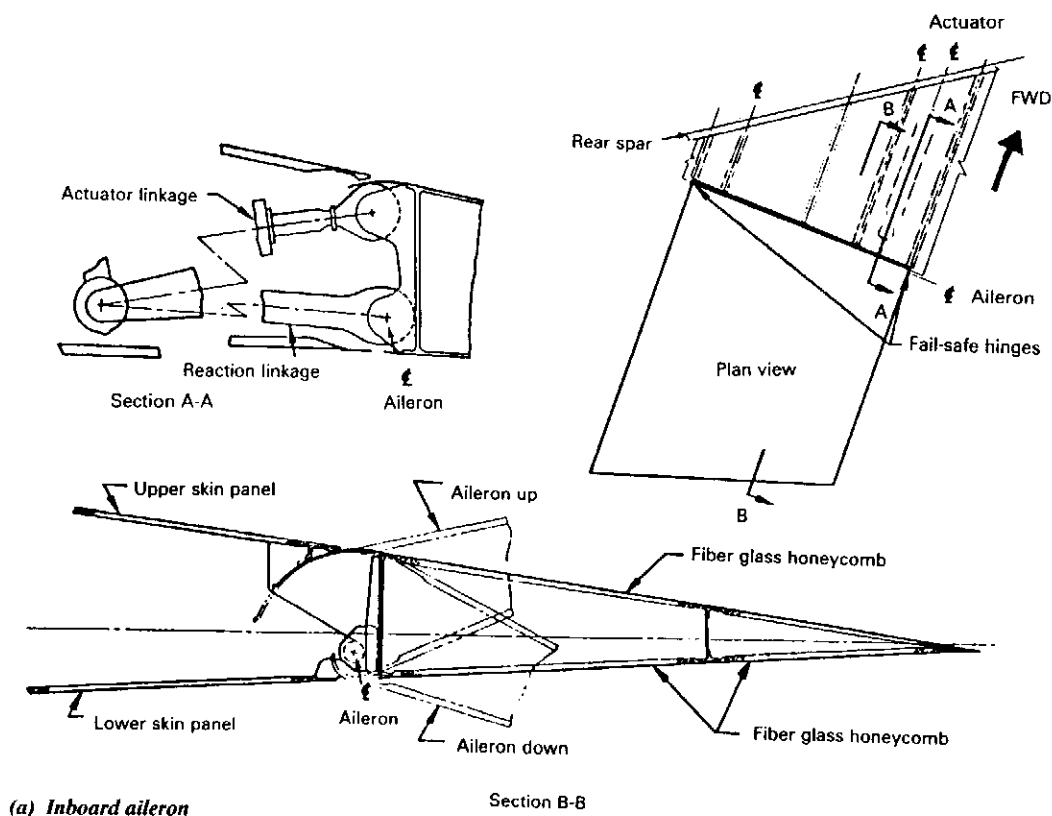 Actuator
℄ ℄
℄
FWD
B
A
Rear spar
Actuator linkage
℄ Aileron
A
Fail-safe hinges
Reaction linkage
℄
Aileron
Section A-A
Plan view
B
Upper skin panel
Aileron up
Fiber glass honeycomb
℄
Aileron
Lower skin panel
Aileron down
Fiber glass honeycomb
(a) Inboard aileron
Section B-B